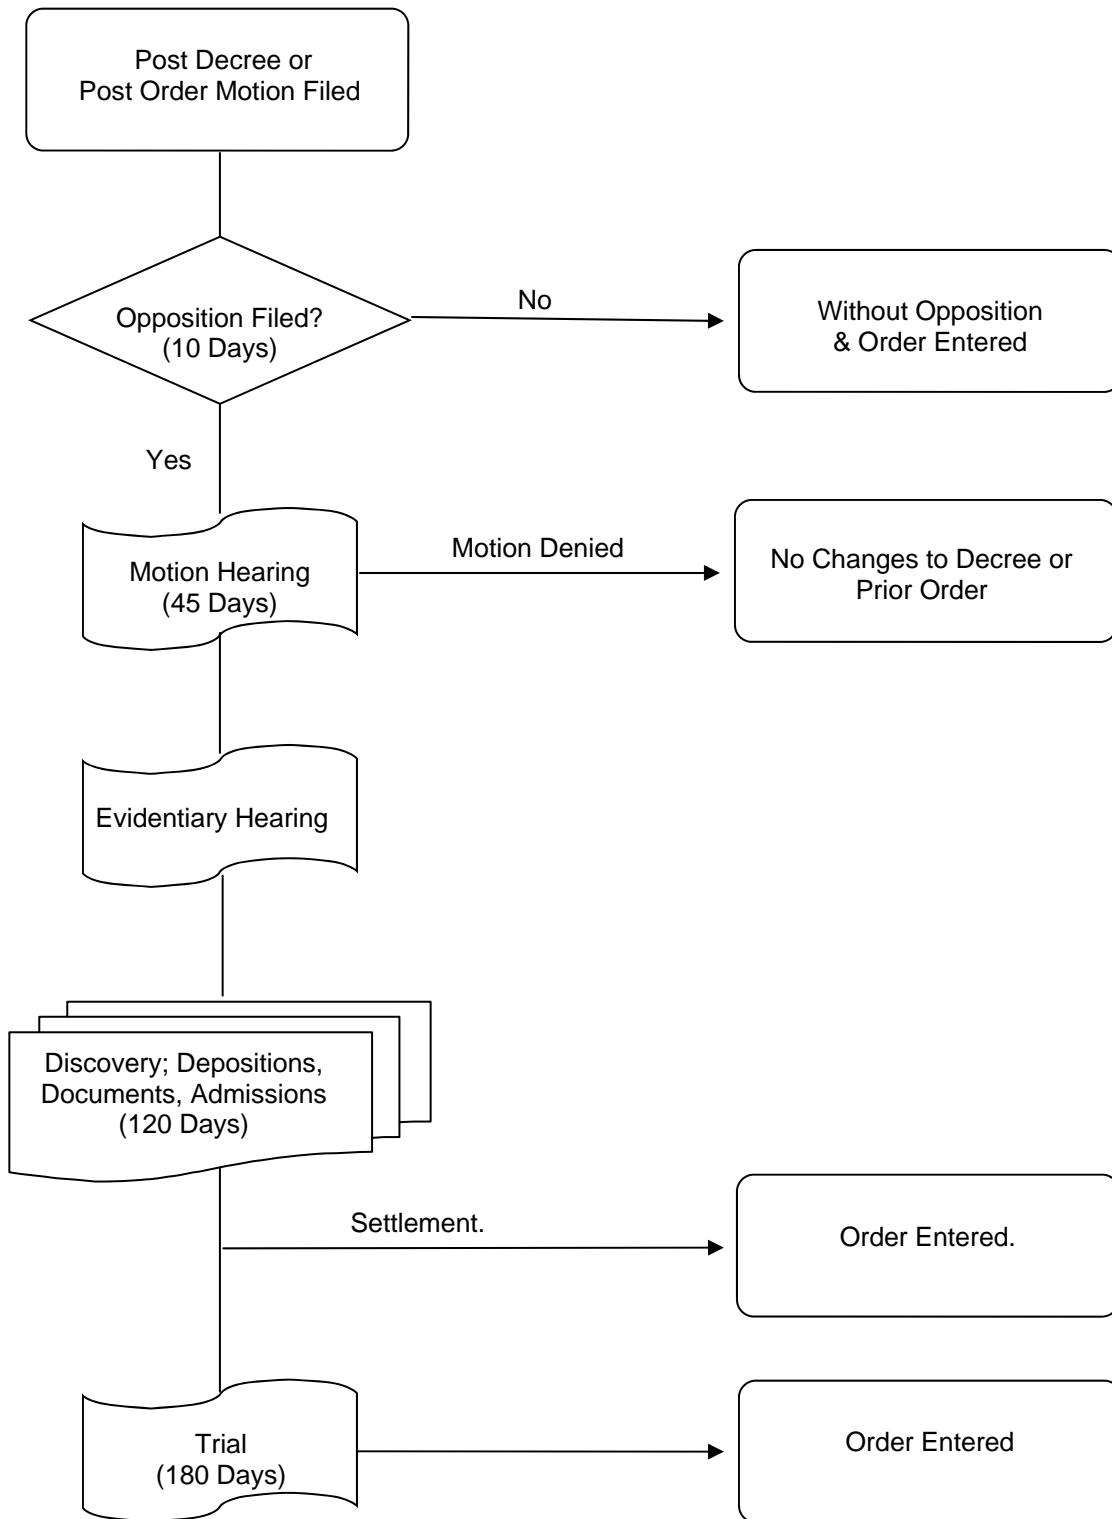 Post Decree or
Post Order Motion Filed
Opposition Filed?
(10 Days)
No
Without Opposition
& Order Entered
Yes
Motion Hearing
(45 Days)
Motion Denied
No Changes to Decree or
Prior Order
Evidentiary Hearing
Discovery; Depositions,
Documents, Admissions
(120 Days)
Settlement.
Order Entered.
Trial
(180 Days)
Order Entered